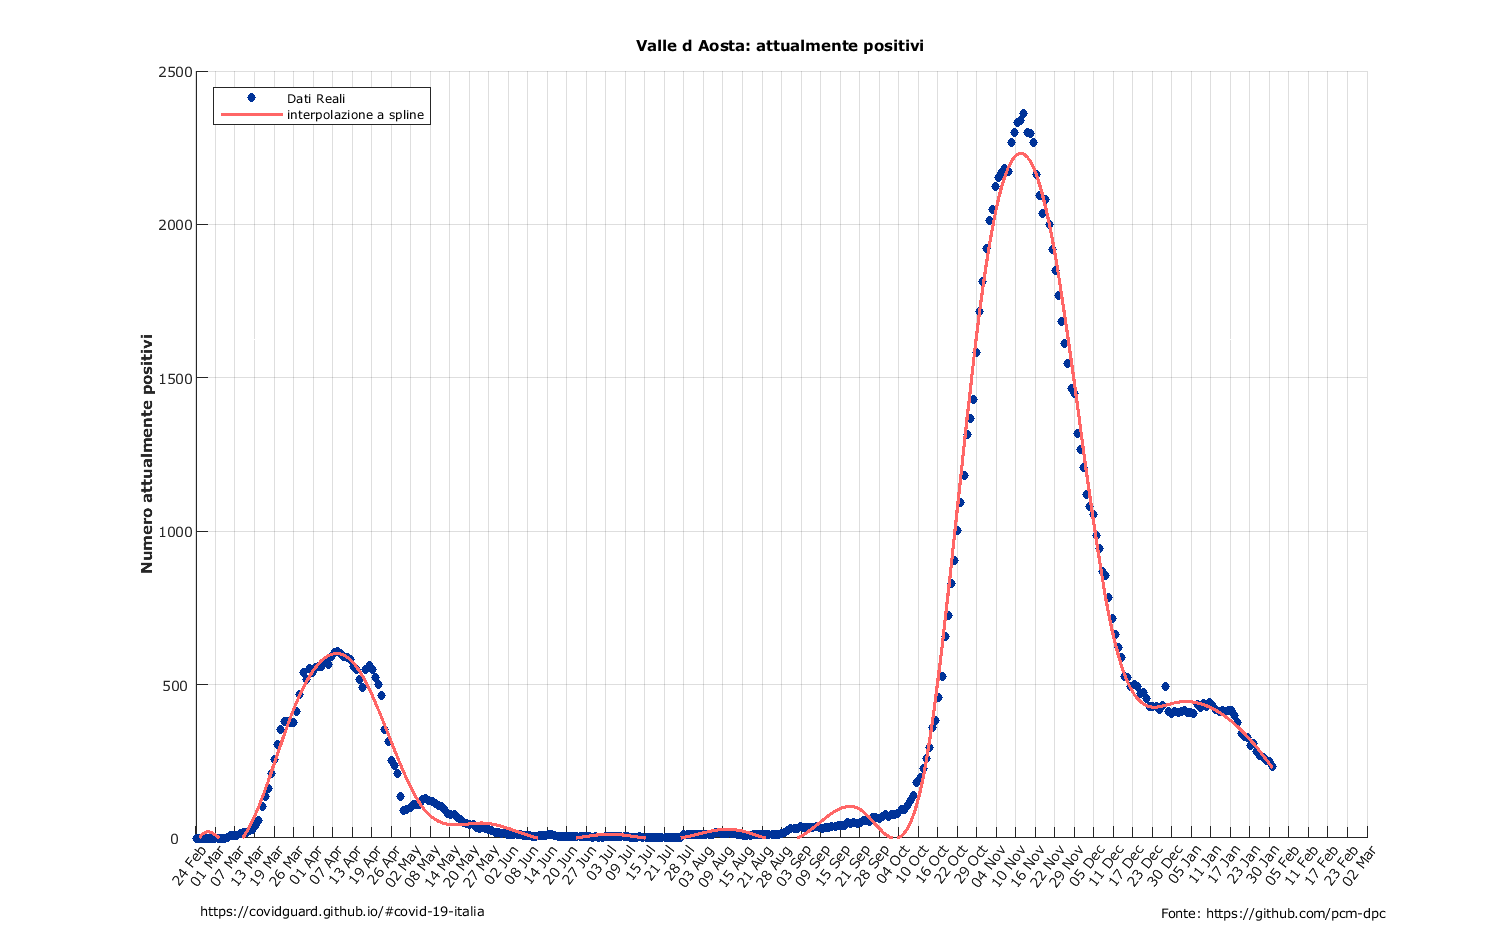 Valle d Aosta: attualmente positivi
2500
Dati Reali
interpolazione a spline
2000
1500
1000
500
0
Numero attualmente positivi
24 Feb
01 Mar
07 Mar
13 Mar
19 Mar
26 Mar
01 Apr
07 Apr
13 Apr
19 Apr
26 Apr
02 May
08 May
14 May
20 May
27 May
02 Jun
08 Jun
14 Jun
20 Jun
27 Jun
03 Jul
09 Jul
15 Jul
21 Jul
28 Jul
03 Aug
09 Aug
15 Aug
21 Aug
28 Aug
03 Sep
09 Sep
15 Sep
21 Sep
28 Sep
04 Oct
10 Oct
16 Oct
22 Oct
29 Oct
04 Nov
10 Nov
16 Nov
22 Nov
29 Nov
05 Dec
11 Dec
17 Dec
23 Dec
30 Dec
05 Jan
11 Jan
17 Jan
23 Jan
30 Jan
05 Feb
11 Feb
17 Feb
23 Feb
02 Mar
https://covidguard.github.io/#covid-19-italia
Fonte: https://github.com/pcm-dpc